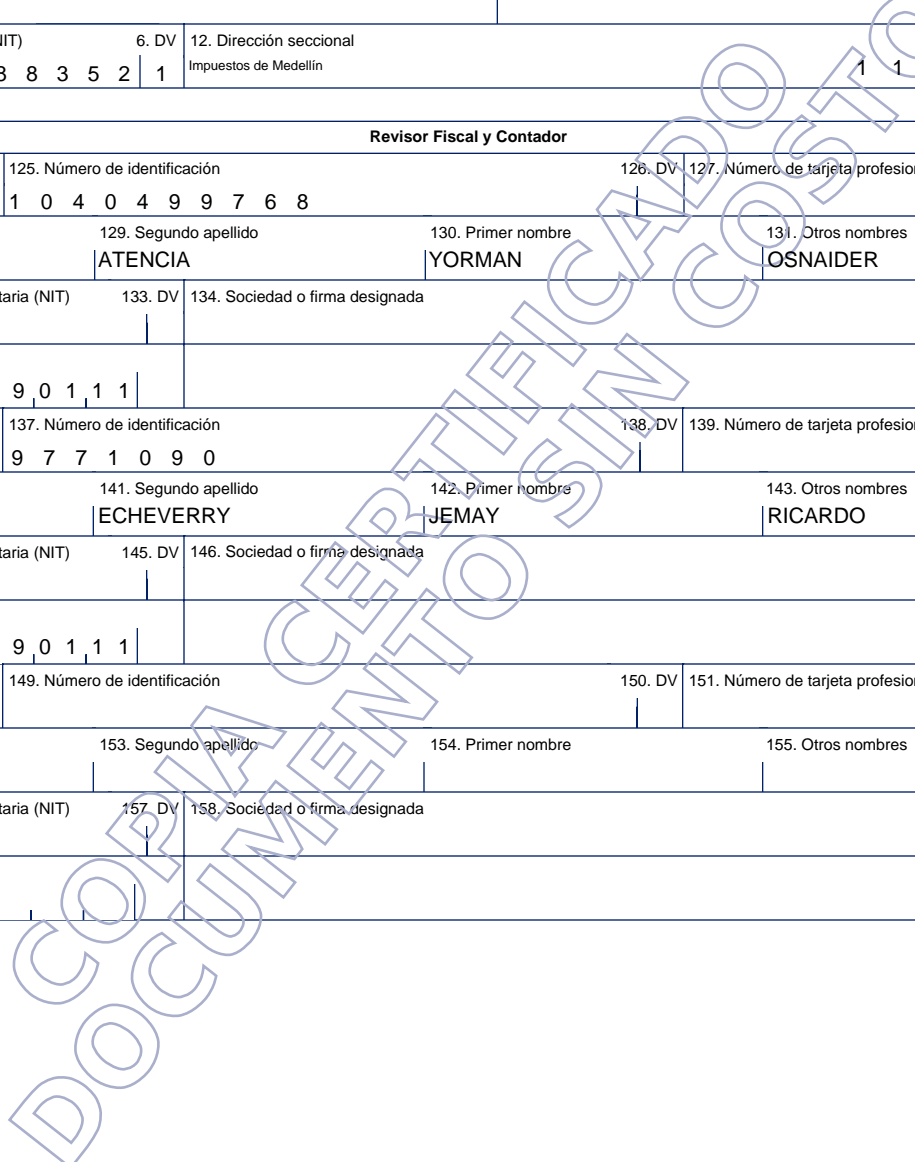 NIT) 6. DV 12. Dirección seccional
8 8 3 5 2 1 Impuestos de Medellín 1 1
Revisor Fiscal y Contador
125. Número de identificación 126. DV 127. Número de tarjeta profesion
1 0 4 0 4 9 9 7 6 8
129. Segundo apellido 130. Primer nombre 131. Otros nombres
ATENCIA YORMAN OSNAIDER
taria (NIT) 133. DV 134. Sociedad o firma designada
9 0 1 1 1
137. Número de identificación 138. DV 139. Número de tarjeta profesion
9 7 7 1 0 9 0
141. Segundo apellido 142. Primer nombre 143. Otros nombres
ECHEVERRY JEMAY RICARDO
taria (NIT) 145. DV 146. Sociedad o firma designada
9 0 1 1 1
149. Número de identificación 150. DV 151. Número de tarjeta profesion
153. Segundo apellido 154. Primer nombre 155. Otros nombres
taria (NIT) 157. DV 158. Sociedad o firma designada
COPIA CERTIFICADO
DOCUMENTO SIN COSTO